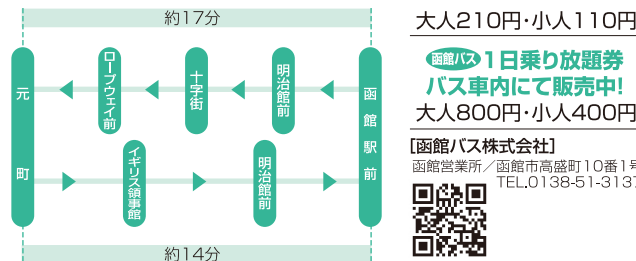 約17分
元町
ロープウェイ前
十字街
明治館前
函館駅前
イギリス領事館
明治館前
約14分
大人210円・小人110円
函館バス 1日乗り放題券
バス車内にて販売中!
大人800円・小人400円
[函館バス株式会社]
函館営業所/函館市高盛町10番1号
TEL.0138-51-3137